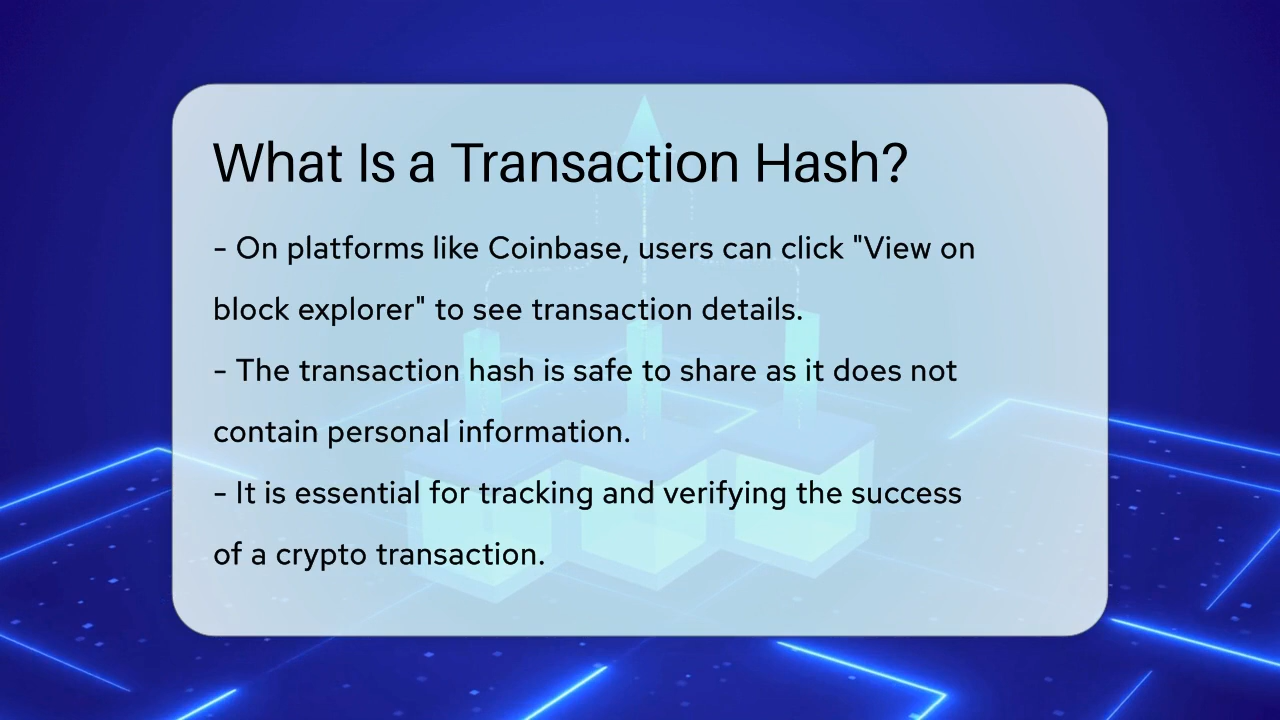 What Is a Transaction Hash?
– On platforms like Coinbase, users can click "View on
block explorer" to see transaction details.
– The transaction hash is safe to share as it does not
contain personal information.
– It is essential for tracking and verifying the success
of a crypto transaction.